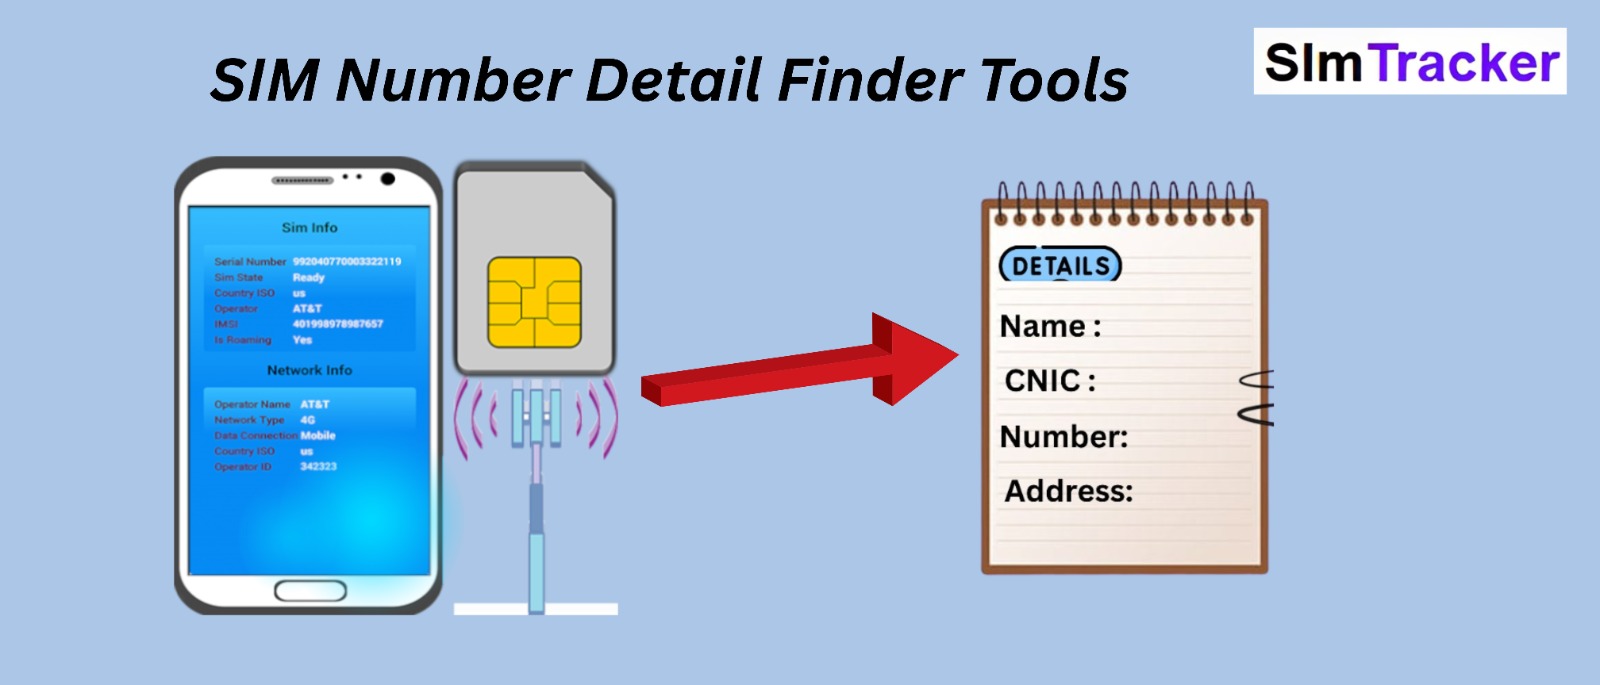 SIM Number Detail Finder Tools
SImTracker
Sim Info
Serial Number 992040770003322119
Sim State Ready
Country ISO us
Operator AT&T
IMSI 401998978987657
Is Roaming Yes
Network Info
Operator Name AT&T
Network Type 4G
Data Connection Mobile
Country ISO us
Operator ID 342323
DETAILS
Name :
CNIC :
Number:
Address: